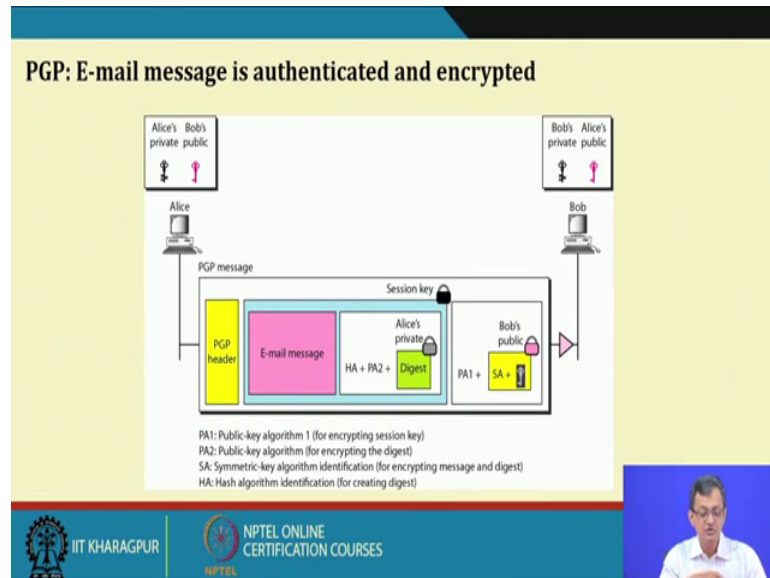 PGP: E-mail message is authenticated and encrypted
Alice's Bob's
private public
Bob's Alice's
private public
Alice
Bob
PGP message
Session key
Alice's
private
Bob's
public
PGP
header
E-mail message
HA + PA2 +
Digest
PA1 +
SA +
PA1: Public-key algorithm 1 (for encrypting session key)
PA2: Public-key algorithm (for encrypting the digest)
SA: Symmetric-key algorithm identification (for encrypting message and digest)
HA: Hash algorithm identification (for creating digest)
IIT KHARAGPUR
NPTEL
NPTEL ONLINE
CERTIFICATION COURSES